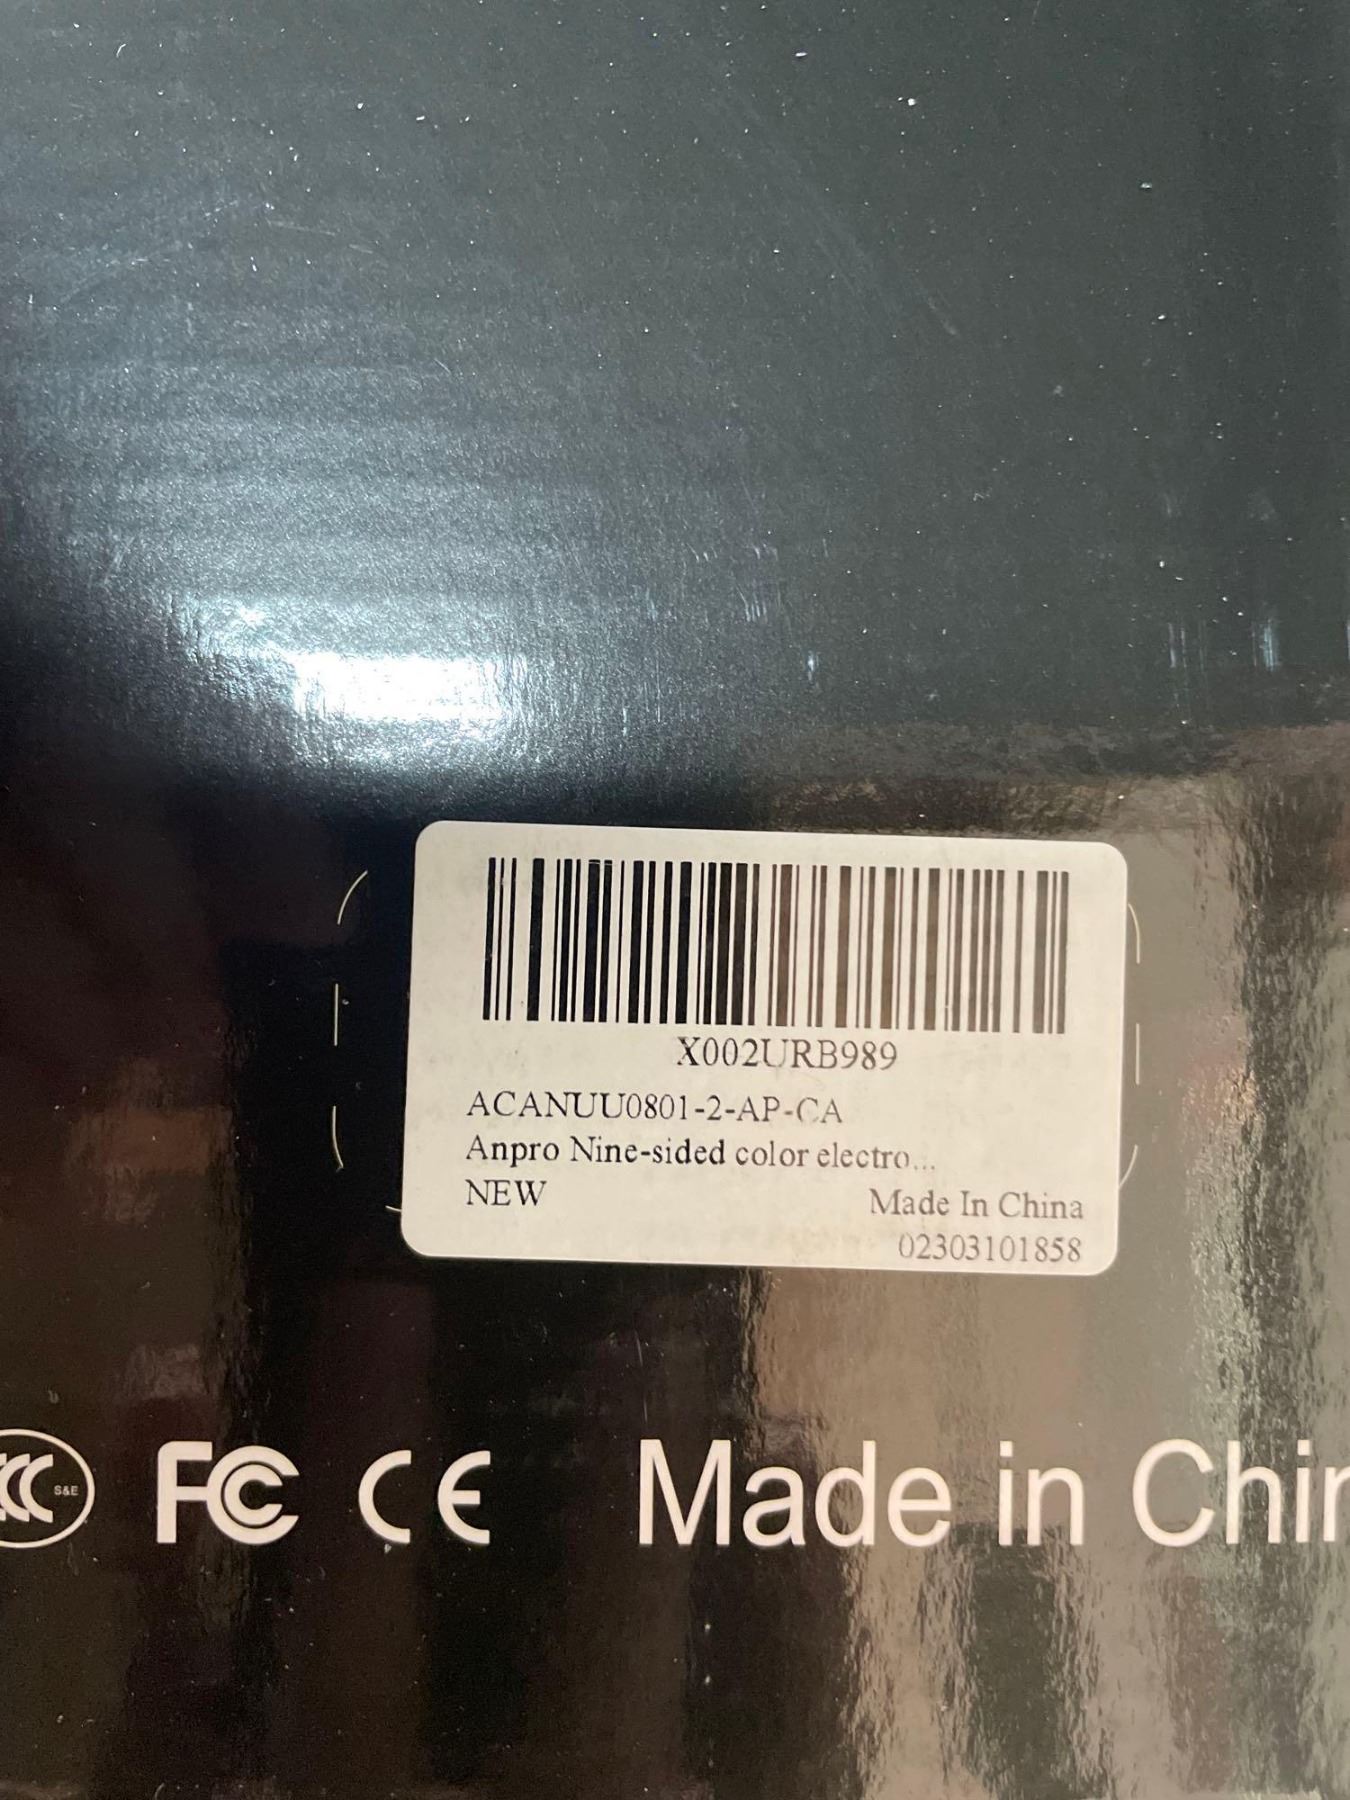 X002URB989
ACANUU0801-2-AP-CA
Anpro Nine-sided color electro...
NEW
Made In China
02303101858
CCC S&E FC CE Made in Chin